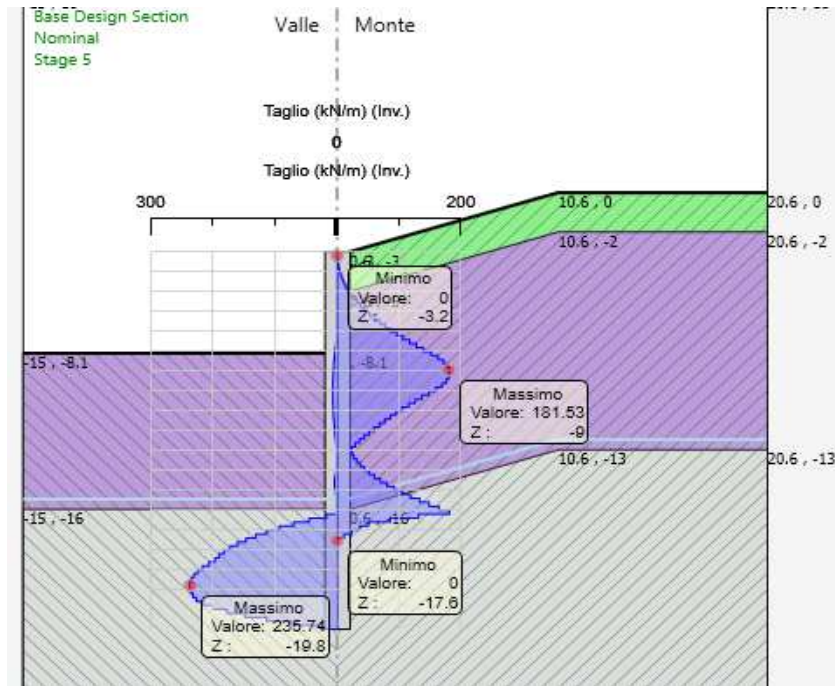 Base Design Section
Nominal
Stage 5
Valle
Monte
Taglio (kN/m) (Inv.)
0
Taglio (kN/m) (Inv.)
300
200
10.6 , 0
20.6 , 0
10.6 , -2
20.6 , -2
Minimo
Valore: 0
Z : -3.2
-15 , -8.1
-8.1
Massimo
Valore: 181.53
Z : -9
10.6 , -13
20.6 , -13
-15 , -16
0.6 , -16
Minimo
Valore: 0
Z : -17.6
Massimo
Valore: 235.74
Z : -19.8